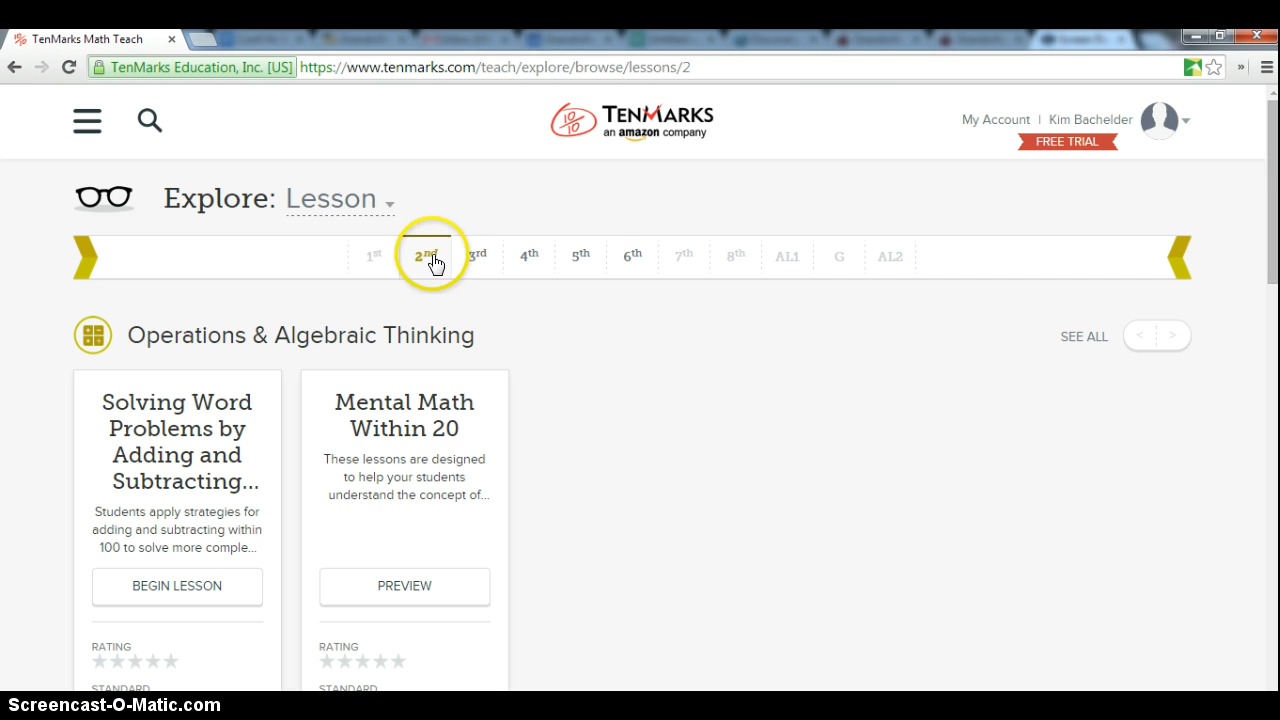 TenMarks Math Teach
TenMarks Education, Inc. [US] https://www.tenmarks.com/teach/explore/browse/lessons/2
10/10 TENMARKS
an amazon company
My Account | Kim Bachelder
FREE TRIAL
Explore: Lesson
1st 2nd 3rd 4th 5th 6th 7th 8th AL1 G AL2
Operations & Algebraic Thinking
SEE ALL < >
Solving Word
Problems by
Adding and
Subtracting...
Students apply strategies for
adding and subtracting within
100 to solve more comple...
BEGIN LESSON
RATING
STANDARD
Mental Math
Within 20
These lessons are designed
to help your students
understand the concept of...
PREVIEW
RATING
STANDARD
Screencast-O-Matic.com